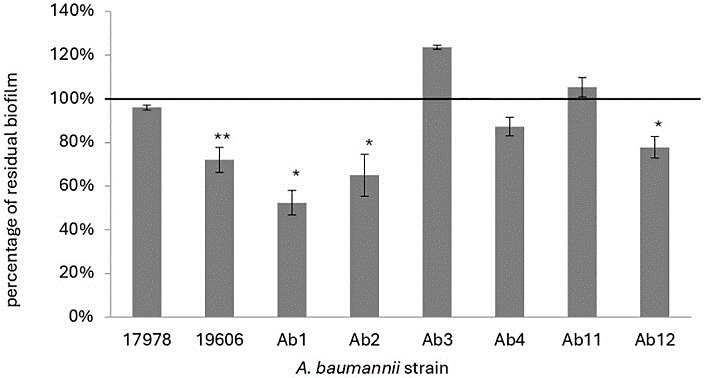 percentage of residual biofilm
140%
120%
100%
80%
60%
40%
20%
0%
** * * *
17978 19606 Ab1 Ab2 Ab3 Ab4 Ab11 Ab12
A. baumannii strain